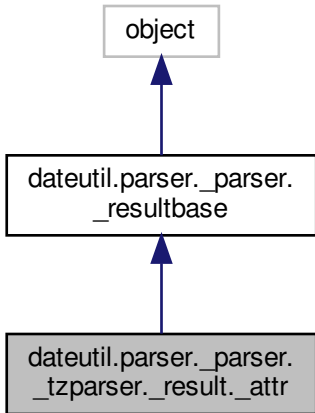 object
dateutil.parser._parser.
_resultbase
dateutil.parser._parser.
_tzparser._result._attr